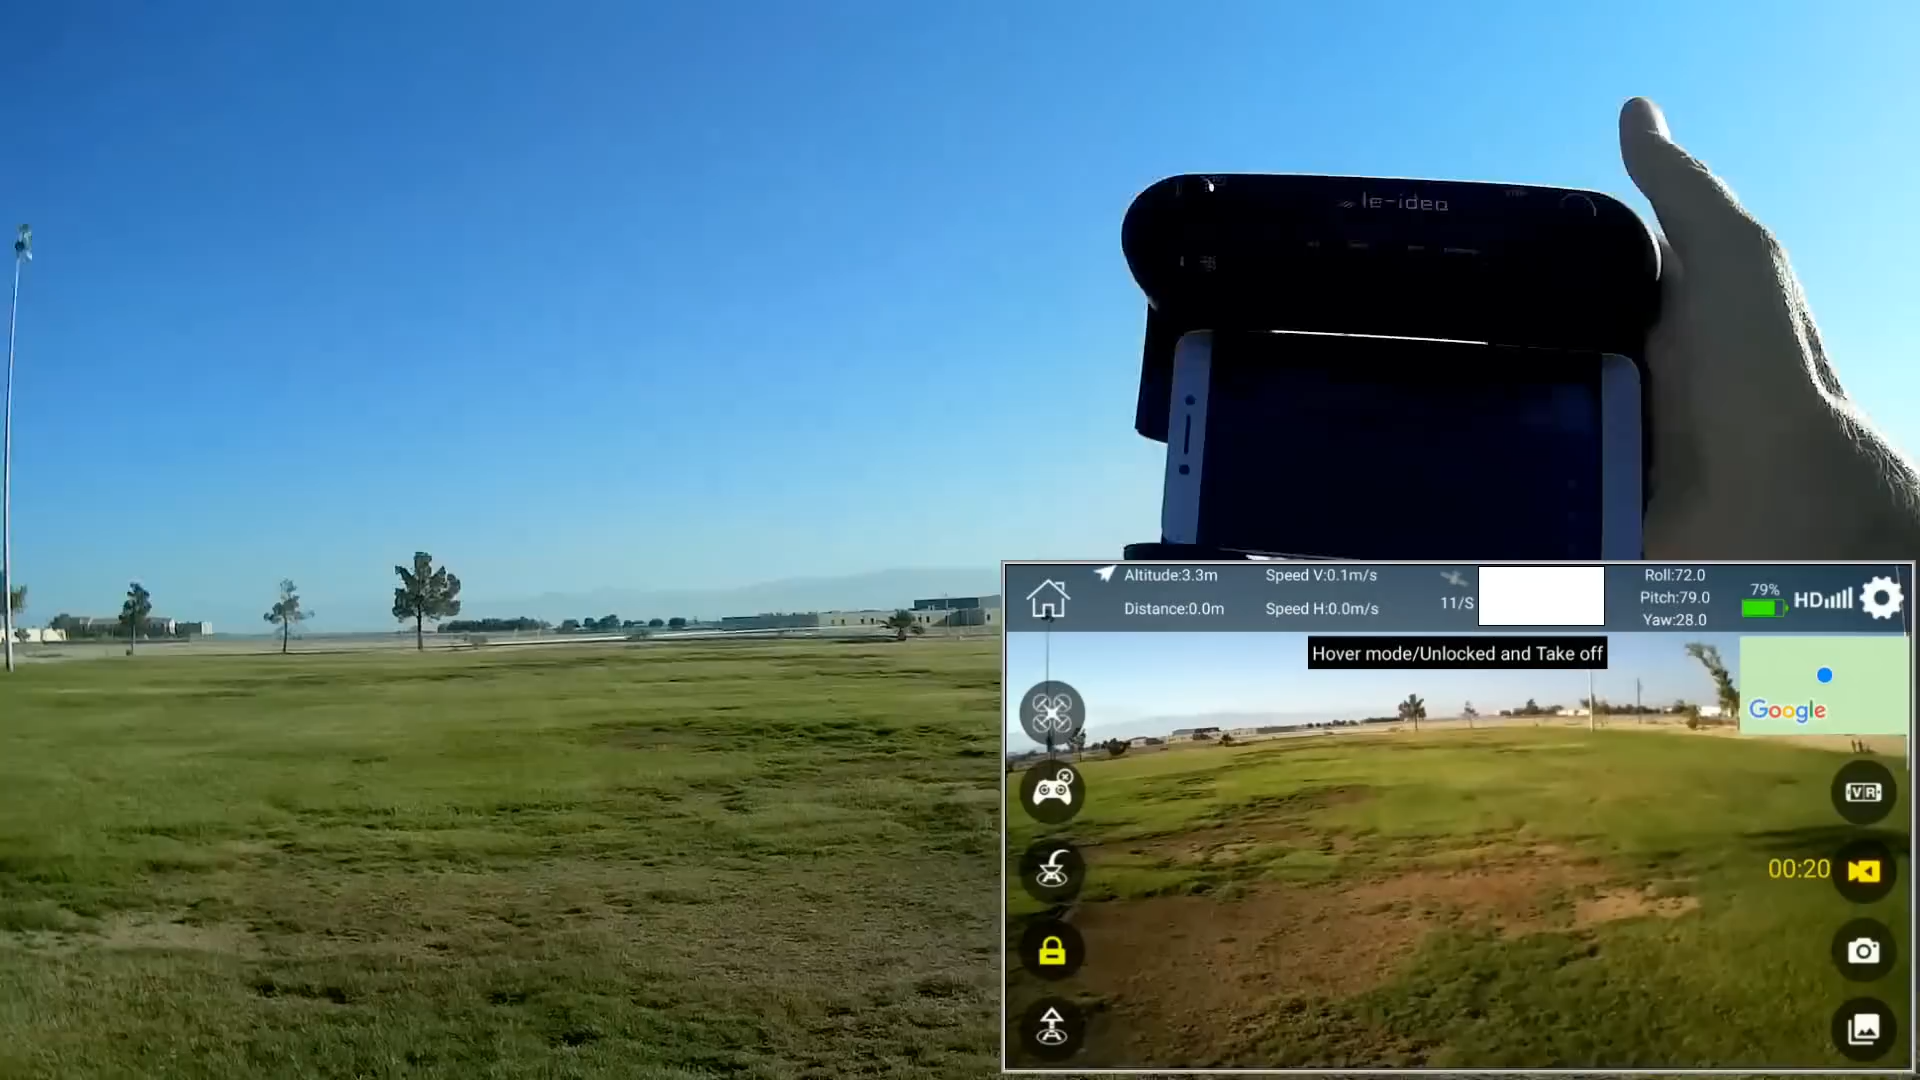 le-idea
Altitude:3.3m
Speed V:0.1m/s
Distance:0.0m
Speed H:0.0m/s
11/S
Roll:72.0
Pitch:79.0
Yaw:28.0
79%
HD
Hover mode/Unlocked and Take off
Google
VR
00:20